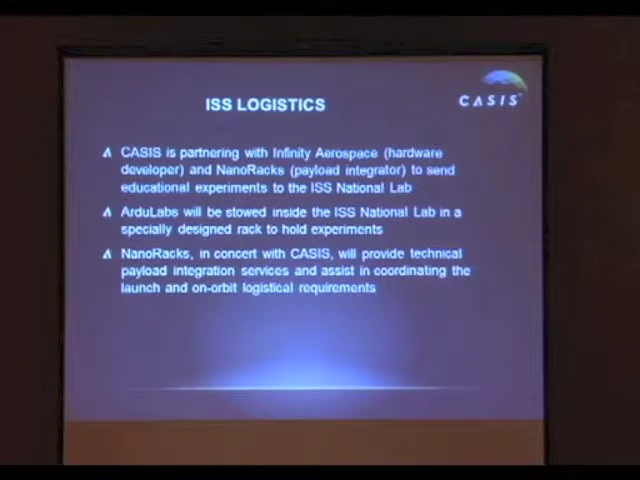 ISS LOGISTICS
CASIS
CASIS is partnering with Infinity Aerospace (hardware
developer) and NanoRacks (payload integrator) to send
educational experiments to the ISS National Lab
ArduLabs will be stowed inside the ISS National Lab in a
specially designed rack to hold experiments
NanoRacks, in concert with CASIS, will provide technical
payload integration services and assist in coordinating the
launch and on-orbit logistical requirements